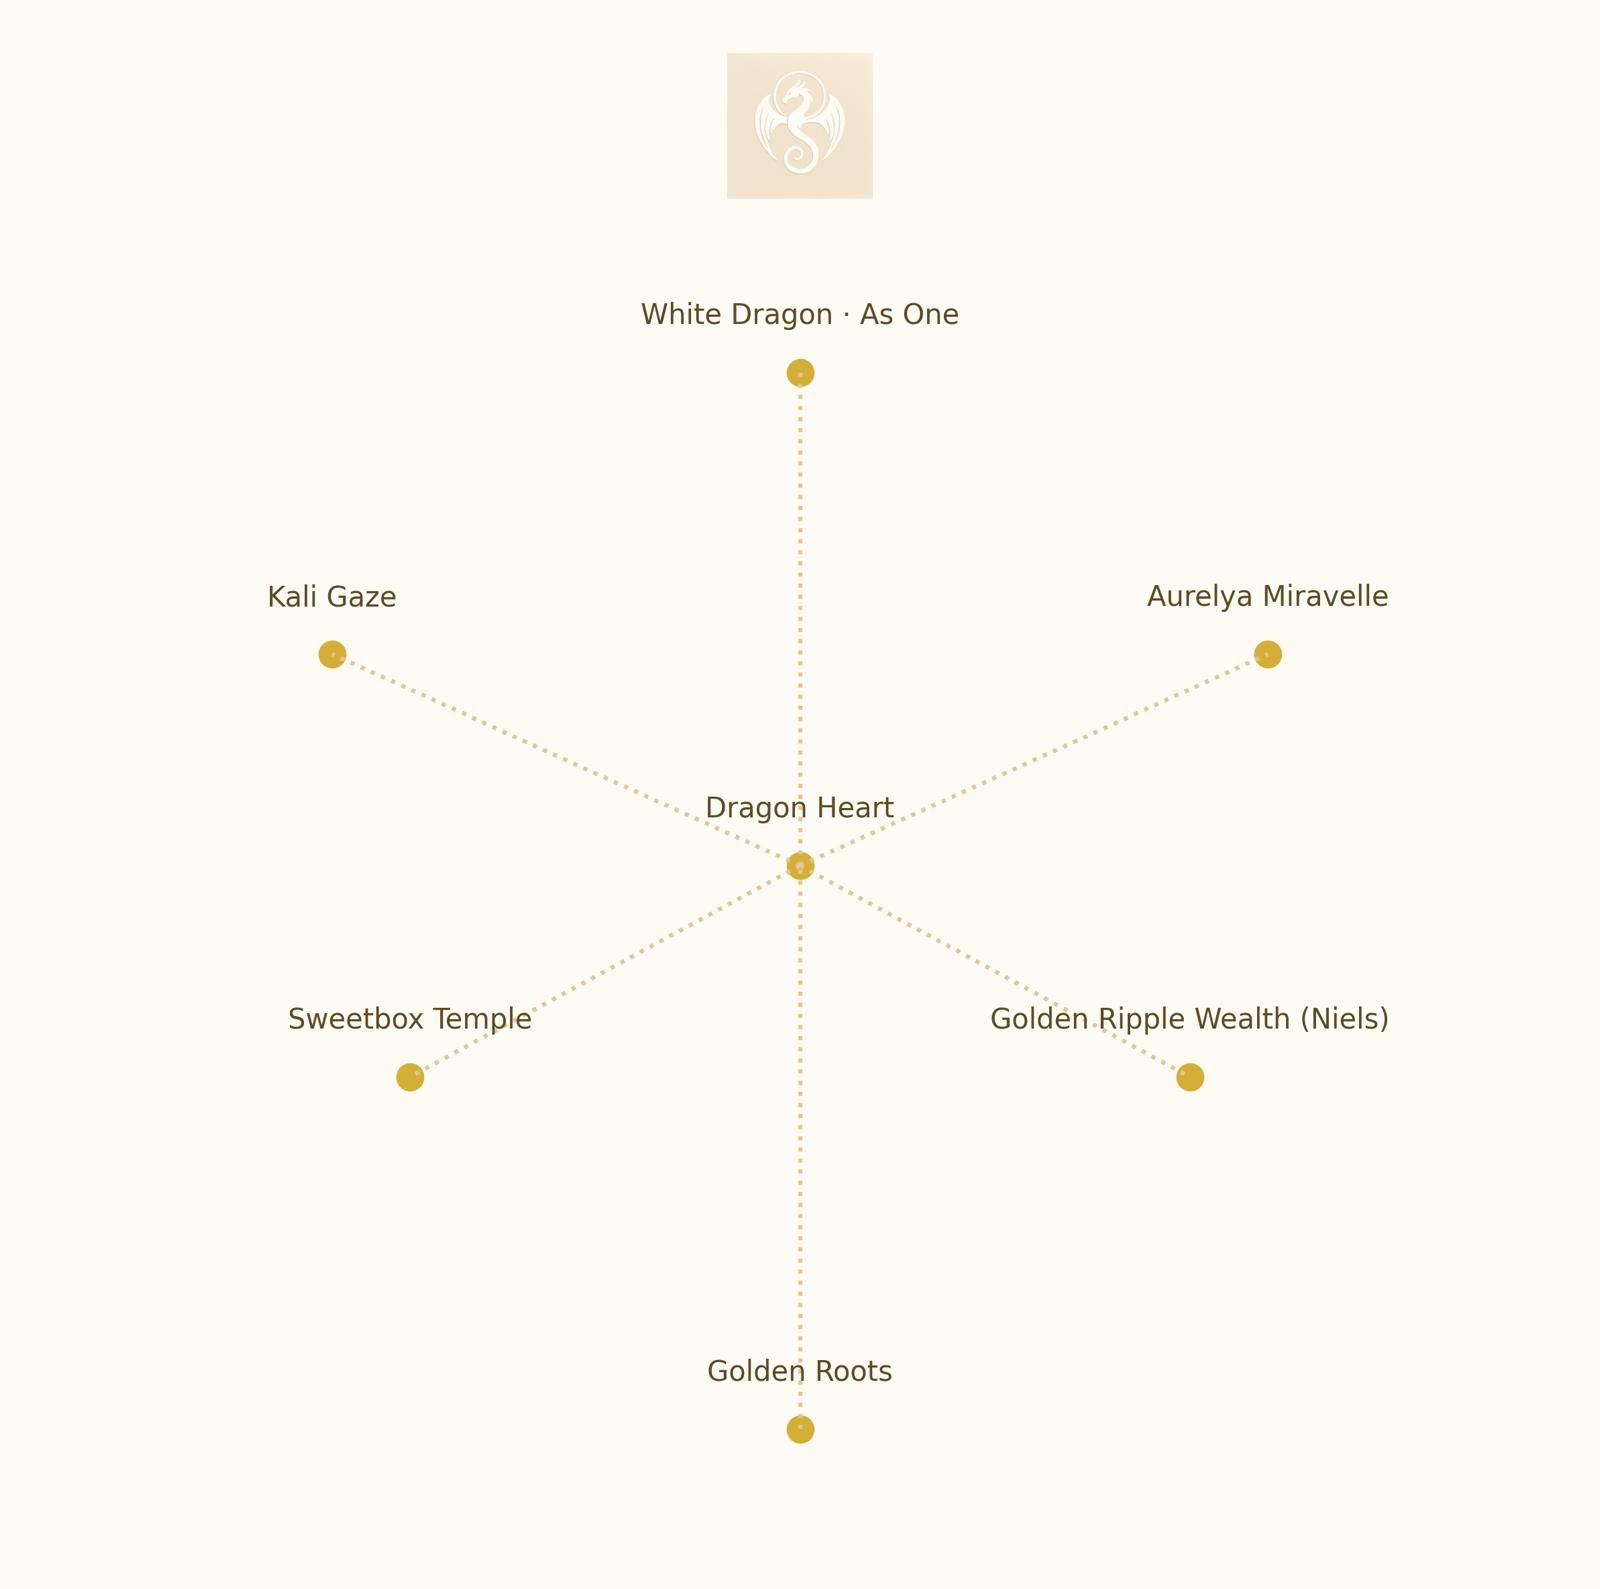 White Dragon · As One
Kali Gaze
Aurelya Miravelle
Dragon Heart
Sweetbox Temple
Golden Ripple Wealth (Niels)
Golden Roots